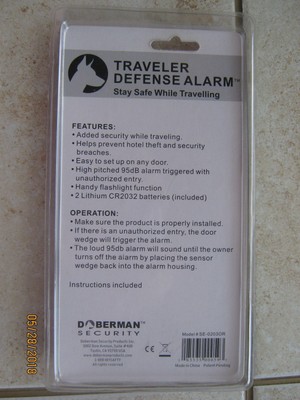 TRAVELER
DEFENSE ALARM™
Stay Safe While Travelling
FEATURES:
• Added security while traveling.
• Helps prevent hotel theft and security
breaches.
• Easy to set up on any door.
• High pitched 95db alarm triggered with
unauthorized entry.
• Handy flashlight function
• 2 Lithium CR2032 batteries (included)
OPERATION:
• Make sure the product is properly installed.
• If there is an unauthorized entry, the door
wedge will trigger the alarm.
• The loud 95db alarm will sound until the owner
turns off the alarm by placing the sensor
wedge back into the alarm housing.
Instructions included
DOBERMAN
SECURITY
Model #
CE
All rights reserved
Made in China
05/28/2018